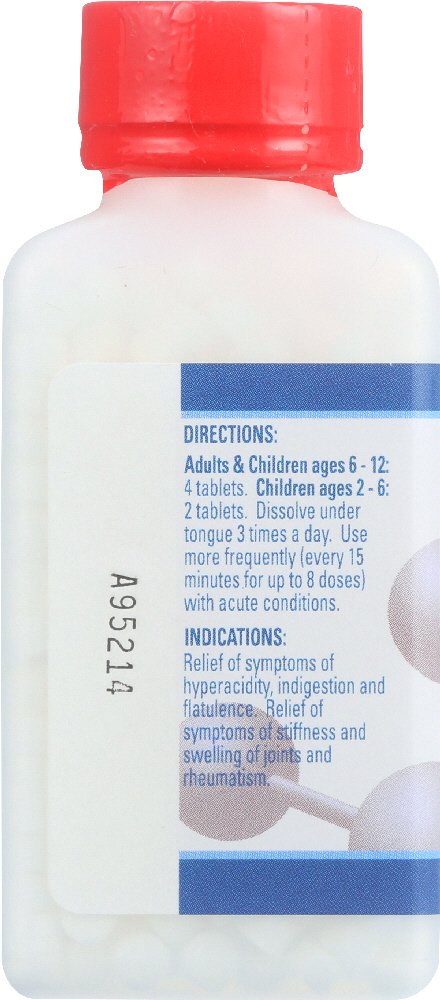 DIRECTIONS:
Adults & Children ages 6 - 12:
4 tablets. Children ages 2 - 6:
2 tablets. Dissolve under
tongue 3 times a day. Use
more frequently (every 15
minutes for up to 8 doses)
with acute conditions.
INDICATIONS:
Relief of symptoms of
hyperacidity, indigestion and
flatulence. Relief of
symptoms of stiffness and
swelling of joints and
rheumatism.
A95214